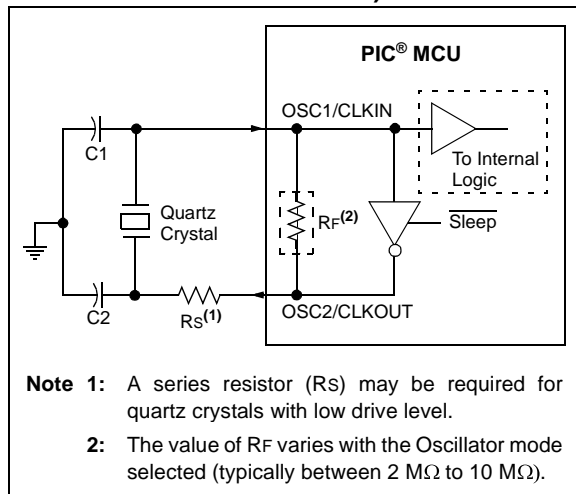 PIC® MCU
OSC1/CLKIN
C1
To Internal
Logic
Quartz
Crystal
RF(2)
Sleep
C2
RS(1)
OSC2/CLKOUT
Note 1: A series resistor (RS) may be required for
quartz crystals with low drive level.
2: The value of RF varies with the Oscillator mode
selected (typically between 2 MΩ to 10 MΩ).